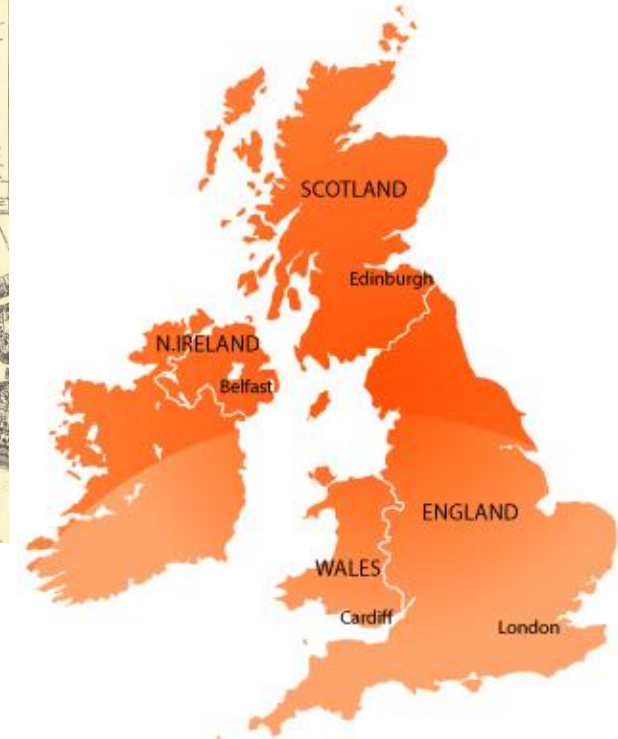 SCOTLAND
Edinburgh
N.IRELAND
Belfast
ENGLAND
WALES
Cardiff
London